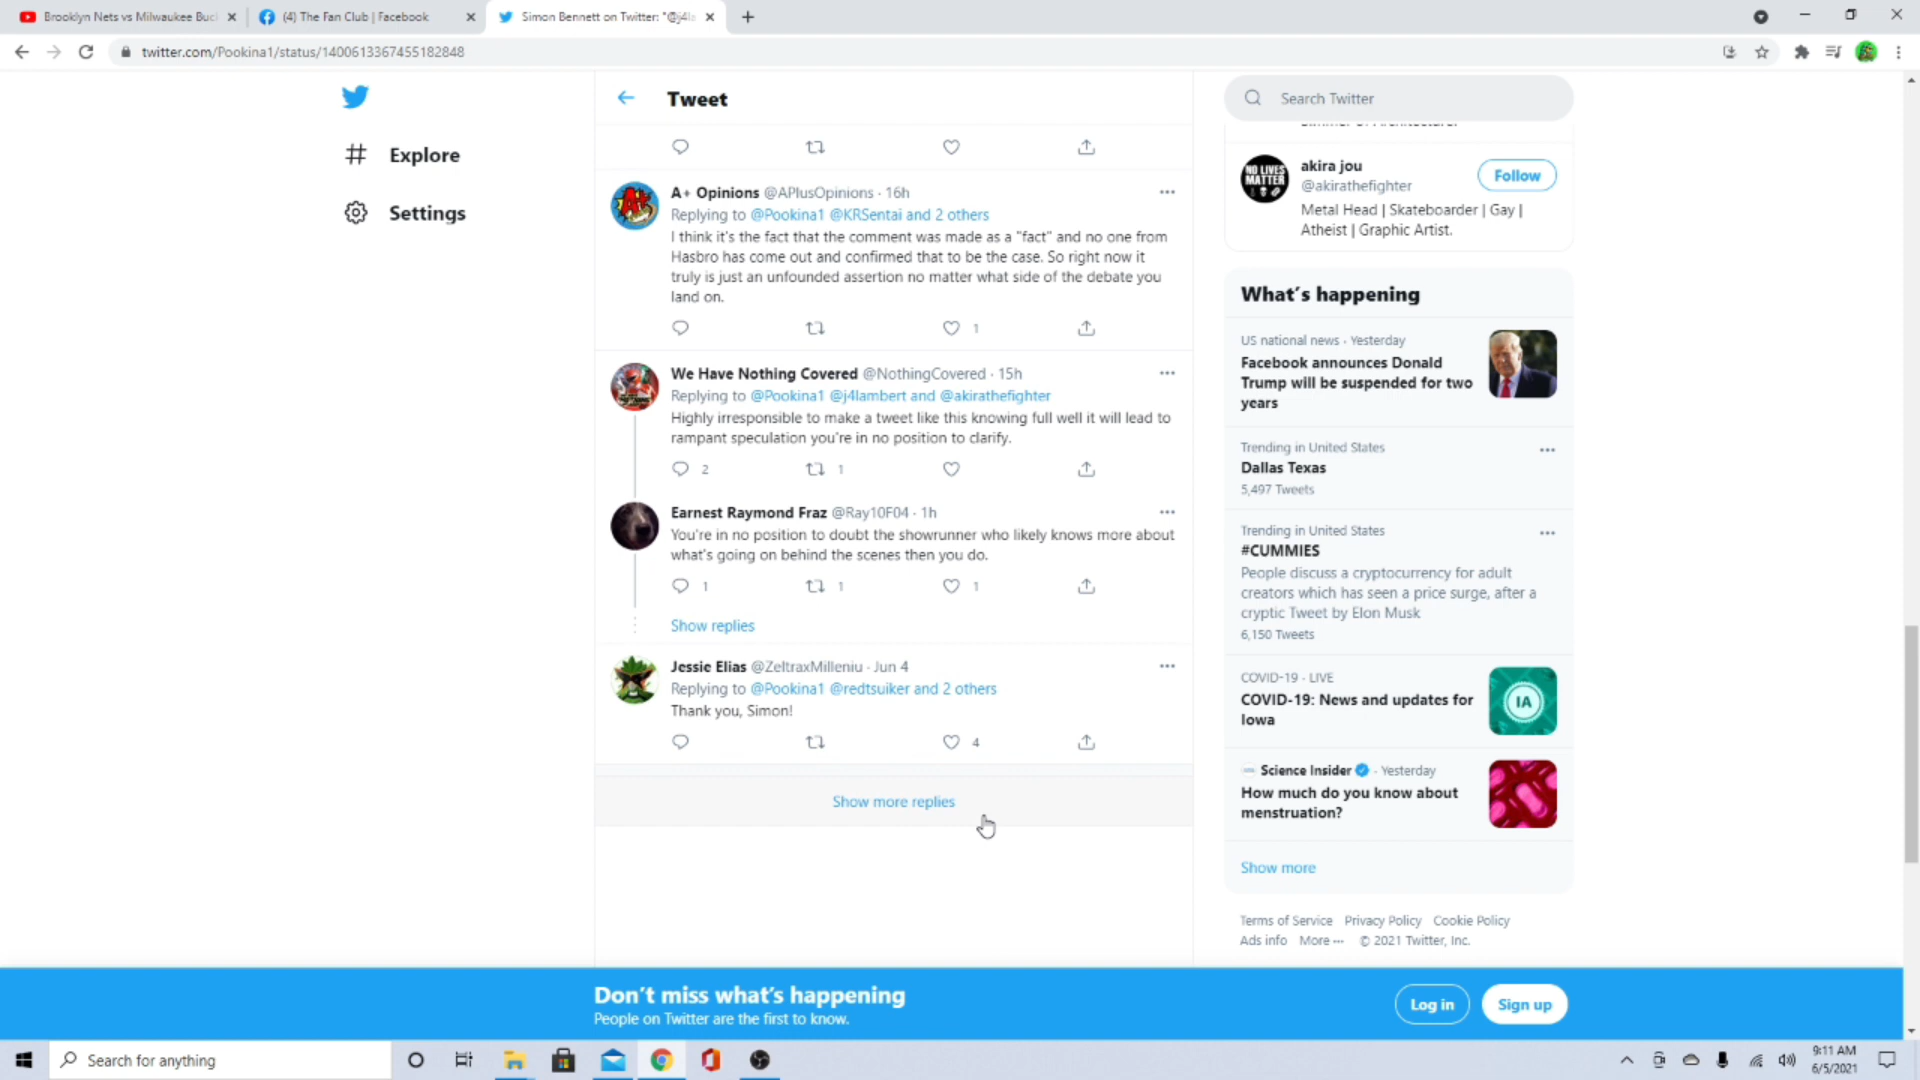 Brooklyn Nets vs Milwaukee Buc
(4) The Fan Club | Facebook
Simon Bennett on Twitter: "@j4la
twitter.com/Pookina1/status/1400613367455182848
Explore
Settings
Tweet
A+ Opinions @APlusOpinions · 16h
Replying to @Pookina1 @KRSentai and 2 others
I think it's the fact that the comment was made as a "fact" and no one from
Hasbro has come out and confirmed that to be the case. So right now it
truly is just an unfounded assertion no matter what side of the debate you
land on.
1
We Have Nothing Covered @NothingCovered · 15h
Replying to @Pookina1 @j4lambert and @akirathefighter
Highly irresponsible to make a tweet like this knowing full well it will lead to
rampant speculation you're in no position to clarify.
2 1
Earnest Raymond Fraz @Ray10F04 · 1h
You're in no position to doubt the showrunner who likely knows more about
what's going on behind the scenes then you do.
1 1 1
Show replies
Jessie Elias @ZeltraxMilleniu · Jun 4
Replying to @Pookina1 @redtsuiker and 2 others
Thank you, Simon!
4
Show more replies
Search Twitter
NO LIVES
MATTER
akira jou
@akirathefighter
Follow
Metal Head | Skateboarder | Gay |
Atheist | Graphic Artist.
What's happening
US national news · Yesterday
Facebook announces Donald
Trump will be suspended for two
years
Trending in United States
Dallas Texas
5,497 Tweets
Trending in United States
#CUMMIES
People discuss a cryptocurrency for adult
creators which has seen a price surge, after a
cryptic Tweet by Elon Musk
6,150 Tweets
COVID-19 · LIVE
COVID-19: News and updates for
Iowa
IA
Science Insider · Yesterday
How much do you know about
menstruation?
Show more
Terms of Service Privacy Policy Cookie Policy
Ads info More ··· © 2021 Twitter, Inc.
Don't miss what's happening
People on Twitter are the first to know.
Log in
Sign up
Search for anything
9:11 AM
6/5/2021